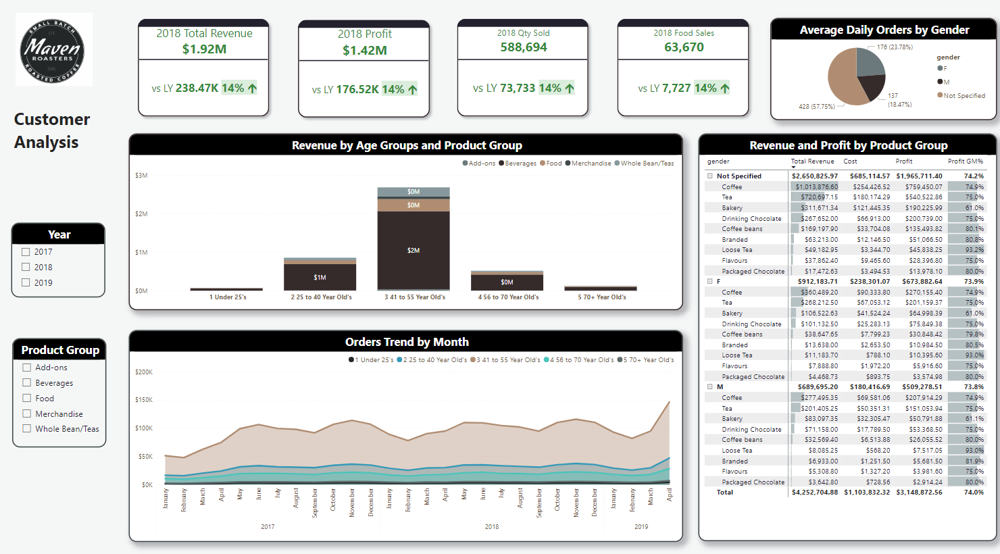 SMALL BATCH
EST
Maven
ROASTERS
ROASTED COFFEE
Customer
Analysis
2018 Total Revenue
$1.92M
vs LY 238.47K 14% ↑
2018 Profit
$1.42M
vs LY 176.52K 14% ↑
2018 Qty Sold
588,694
vs LY 73,733 14% ↑
2018 Food Sales
63,670
vs LY 7,727 14% ↑
Average Daily Orders by Gender
176 (23.78%)
137
(18.47%)
428 (57.75%)
gender
F
M
Not Specified
Year
2017
2018
2019
Product Group
Add-ons
Beverages
Food
Merchandise
Whole Bean/Teas
Revenue by Age Groups and Product Group
Add-ons Beverages Food Merchandise Whole Bean/Teas
$3M
$2M
$1M
$0M
$1M
$0M
$0M
$2M
$0M
1 Under 25's 2 25 to 40 Year Old's 3 41 to 55 Year Old's 4 56 to 70 Year Old's 5 70+ Year Old's
Orders Trend by Month
1 Under 25's 2 25 to 40 Year Old's 3 41 to 55 Year Old's 4 56 to 70 Year Old's 5 70+ Year Old's
$200K
$150K
$100K
$50K
$0K
January February March April May June July August September October November December January February March April May June July August September October November December January February March April
2017 2018 2019
Revenue and Profit by Product Group
gender Total Revenue Cost Profit Profit GM%
Not Specified $2,650,825.97 $685,114.57 $1,965,711.40 74.2%
Coffee $1,013,876.60 $254,426.52 $759,450.07 74.9%
Tea $720,697.15 $180,174.29 $540,522.86 75.0%
Bakery $311,671.34 $121,445.35 $190,225.99 61.0%
Drinking Chocolate $267,652.00 $66,913.00 $200,739.00 75.0%
Coffee beans $169,197.90 $33,704.08 $135,493.82 80.1%
Branded $63,213.00 $12,146.50 $51,066.50 80.8%
Loose Tea $49,182.95 $3,344.70 $45,838.25 93.2%
Flavours $37,862.40 $9,465.60 $28,396.80 75.0%
Packaged Chocolate $17,472.63 $3,494.53 $13,978.10 80.0%
F $912,183.71 $238,301.07 $673,882.64 73.9%
Coffee $360,489.20 $90,333.80 $270,155.40 74.9%
Tea $268,212.50 $67,053.12 $201,159.37 75.0%
Bakery $106,522.63 $41,524.24 $64,998.39 61.0%
Drinking Chocolate $101,132.50 $25,283.13 $75,849.38 75.0%
Coffee beans $38,647.65 $7,799.23 $30,848.42 79.8%
Branded $13,638.00 $2,653.50 $10,984.50 80.5%
Loose Tea $11,183.70 $788.10 $10,395.60 93.0%
Flavours $7,888.80 $1,972.20 $5,916.60 75.0%
Packaged Chocolate $4,468.73 $893.75 $3,574.98 80.0%
M $689,695.20 $180,416.69 $509,278.51 73.8%
Coffee $277,495.35 $69,581.06 $207,914.29 74.9%
Tea $201,405.25 $50,351.31 $151,053.94 75.0%
Bakery $83,097.35 $32,305.47 $50,791.88 61.1%
Drinking Chocolate $71,158.00 $17,789.50 $53,368.50 75.0%
Coffee beans $32,569.40 $6,513.88 $26,055.52 80.0%
Loose Tea $8,085.25 $568.20 $7,517.05 93.0%
Branded $6,933.00 $1,251.50 $5,681.50 81.9%
Flavours $5,308.80 $1,327.20 $3,981.60 75.0%
Packaged Chocolate $3,642.80 $728.56 $2,914.24 80.0%
Total $4,252,704.88 $1,103,832.32 $3,148,872.56 74.0%